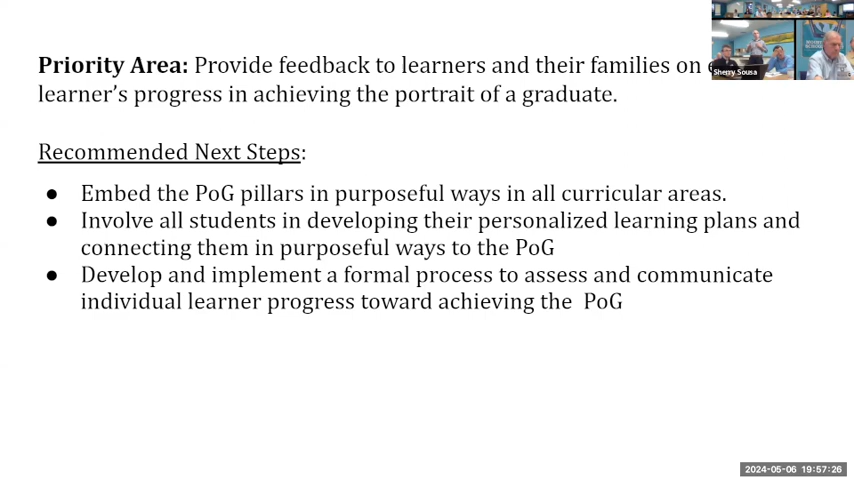 Priority Area: Provide feedback to learners and their families on
learner's progress in achieving the portrait of a graduate.
Recommended Next Steps:
● Embed the PoG pillars in purposeful ways in all curricular areas.
● Involve all students in developing their personalized learning plans and
connecting them in purposeful ways to the PoG
● Develop and implement a formal process to assess and communicate
individual learner progress toward achieving the PoG
Sherry Sousa
2024-05-06 19:57:26